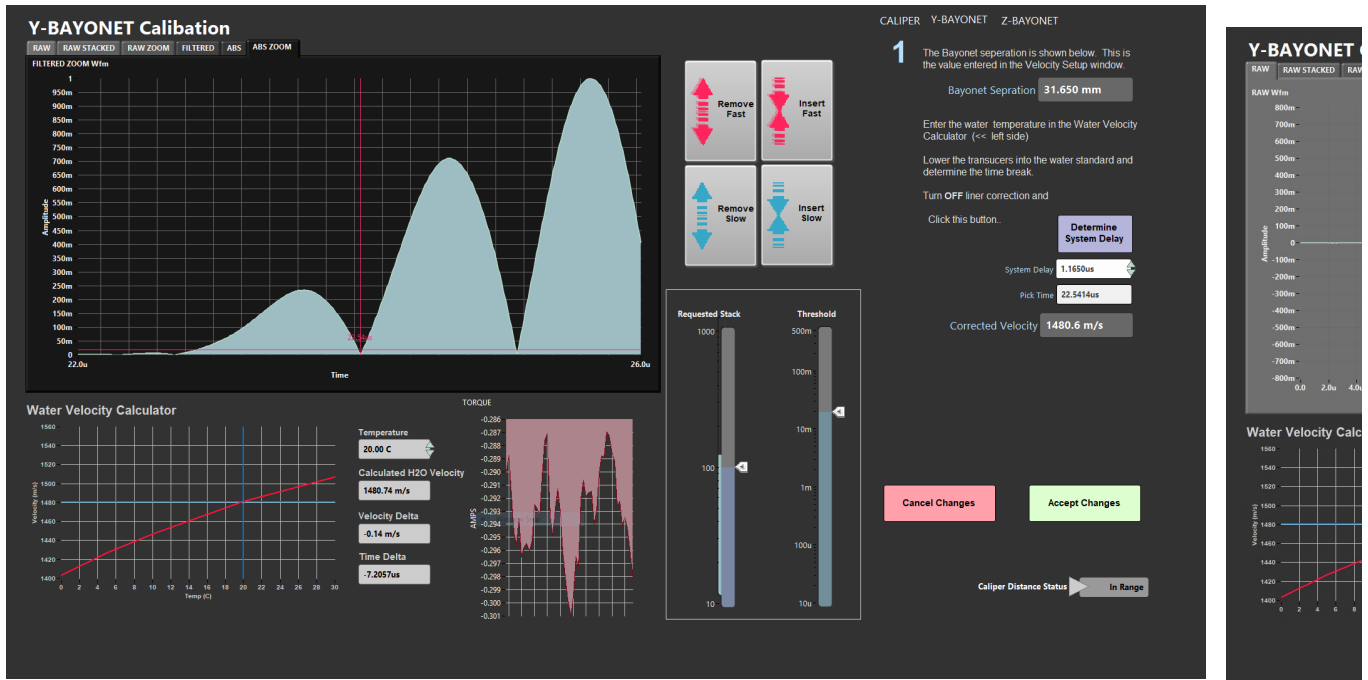 Y-BAYONET Calibation
RAW
RAW STACKED
RAW ZOOM
FILTERED
ABS
ABS ZOOM
FILTERED ZOOM Wfm
1
950m
900m
850m
800m
750m
700m
650m
600m
550m
500m
450m
400m
350m
300m
250m
200m
150m
100m
50m
0
Amplitude
22.0u
26.0u
Time
Remove Fast
Insert Fast
Remove Slow
Insert Slow
CALIPER Y-BAYONET Z-BAYONET
1
The Bayonet seperation is shown below. This is
the value entered in the Velocity Setup window.
Bayonet Sepration 31.650 mm
Enter the water temperature in the Water Velocity
Calculator (<< left side)
Lower the transucers into the water standard and
determine the time break.
Turn OFF liner correction and
Click this button..
Determine
System Delay
System Delay 1.1650us
Pick Time 22.5414us
Corrected Velocity 1480.6 m/s
Requested Stack
1000
100
10
Threshold
500m
100m
10m
1m
100u
10u
Cancel Changes
Accept Changes
Caliper Distance Status In Range
Water Velocity Calculator
1560
1540
1520
1500
1480
1460
1440
1420
1400
Velocity (m/s)
0 2 4 6 8 10 12 14 16 18 20 22 24 26 28 30
Temp (C)
Temperature
20.00 C
Calculated H2O Velocity
1480.74 m/s
Velocity Delta
-0.14 m/s
Time Delta
-7.2057us
TORQUE
-0.286
-0.287
-0.288
-0.289
-0.290
-0.291
-0.292
-0.293
-0.294
-0.295
-0.296
-0.297
-0.298
-0.299
-0.300
-0.301
AMPS
Y-BAYONET
RAW
RAW STACKED
RAW Wfm
800m
700m
600m
500m
400m
300m
200m
100m
0
-100m
-200m
-300m
-400m
-500m
-600m
-700m
-800m
Amplitude
0.0 2.0u 4.0u
Water Velocity Calc
1560
1540
1520
1500
1480
1460
1440
1420
1400
Velocity (m/s)
0 2 4 6 8